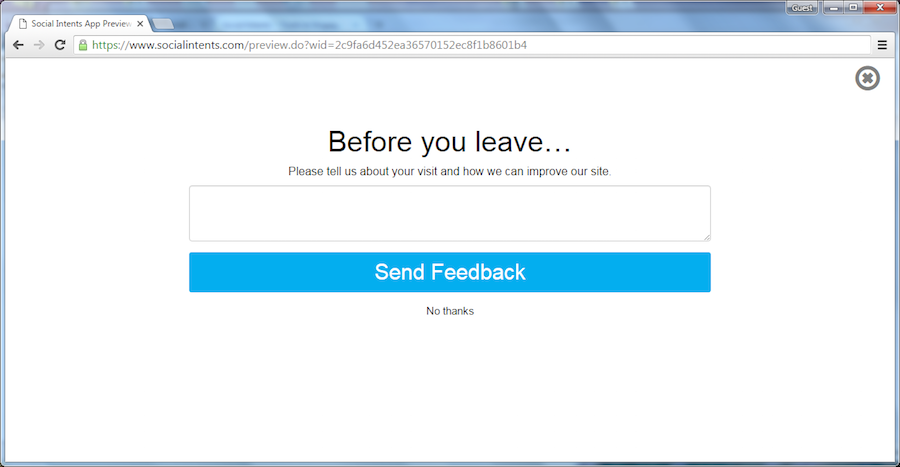 Guest
Social Intents App Preview
https://www.socialintents.com/preview.do?wid=2c9fa6d452ea36570152ec8f1b8601b4
Before you leave…
Please tell us about your visit and how we can improve our site.
Send Feedback
No thanks